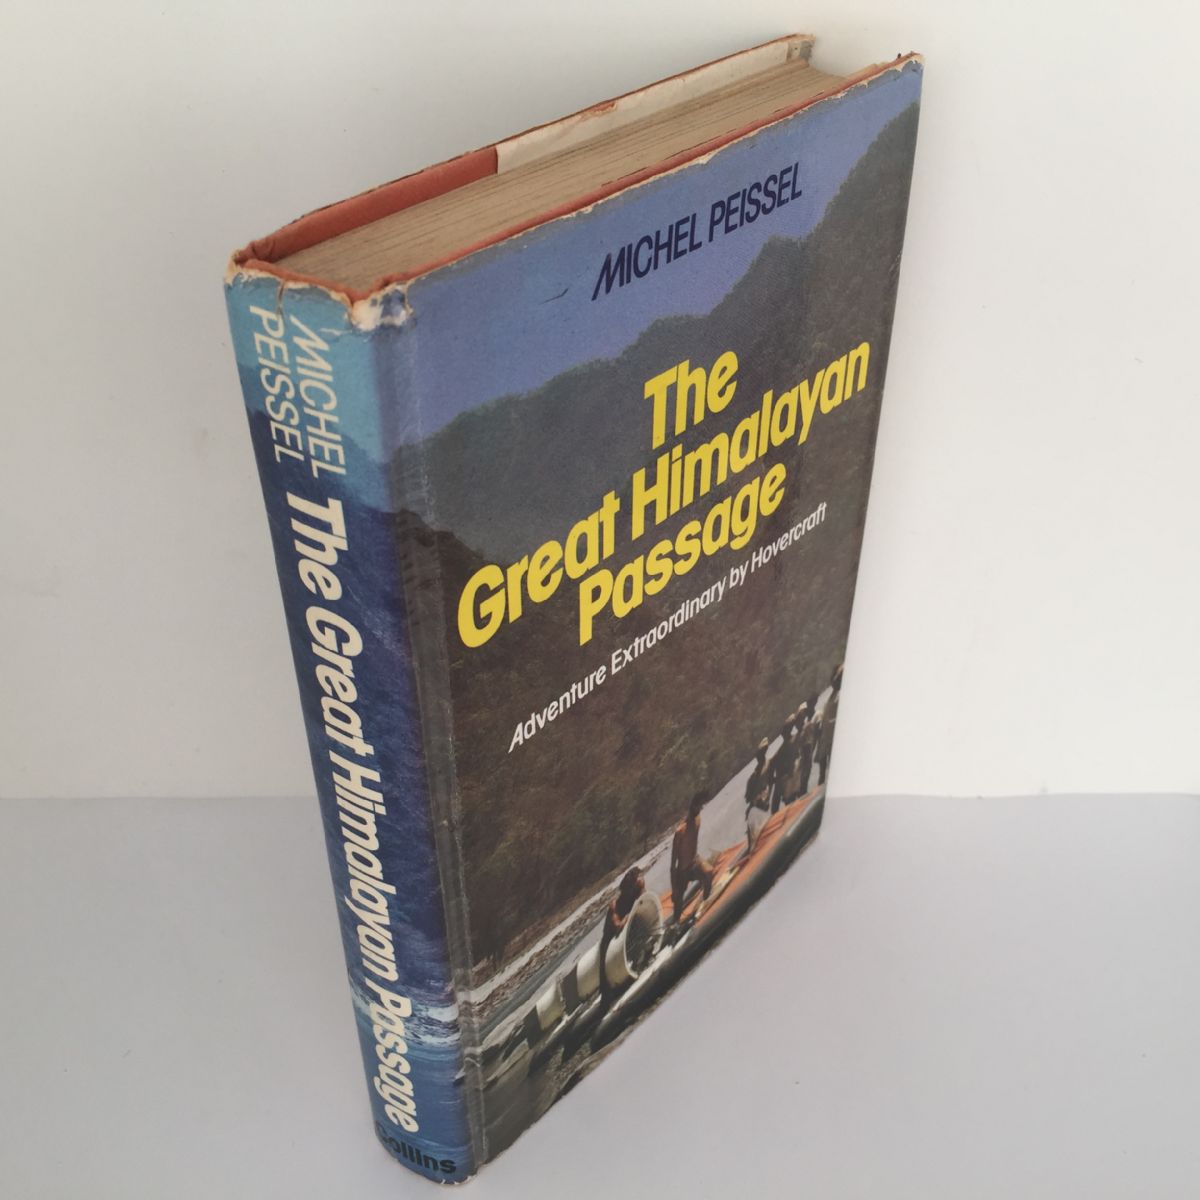 MICHEL PEISSEL
The
Great Himalayan
Passage
Adventure Extraordinary by Hovercraft
MICHEL
PEISSEL
The Great Himalayan Passage
Collins